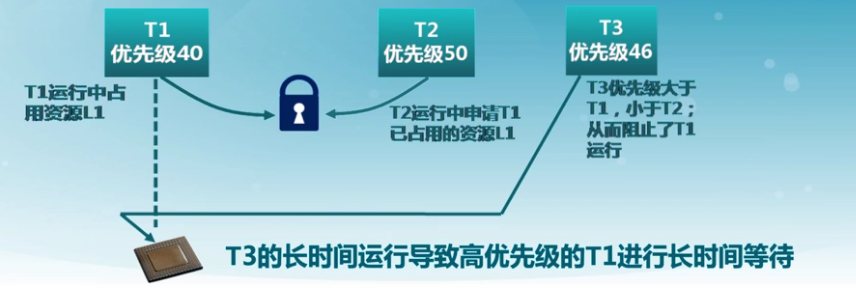 T1
优先级40
T2
优先级50
T3
优先级46
T1运行中占
用资源L1
T2运行中申请T1
已占用的资源L1
T3优先级大于
T1，小于T2；
从而阻止了T1
运行
T3的长时间运行导致高优先级的T1进行长时间等待